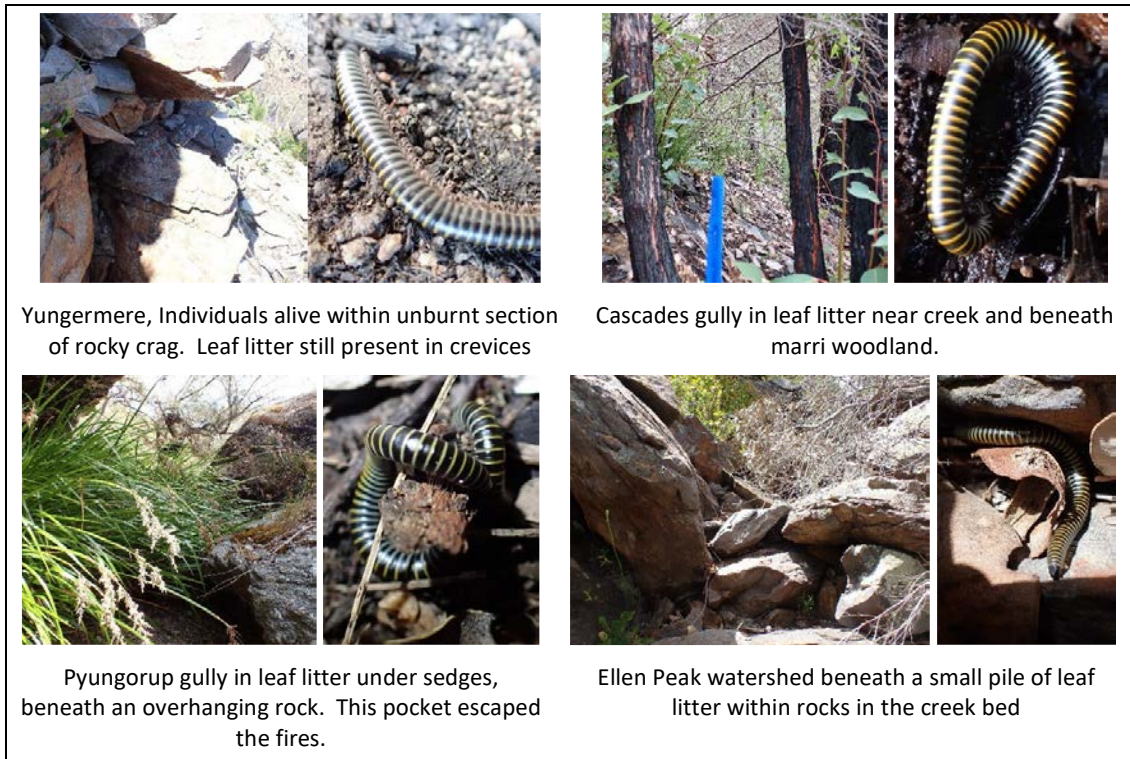 Yungermere, Individuals alive within unburnt section
of rocky crag.  Leaf litter still present in crevices
Cascades gully in leaf litter near creek and beneath
marri woodland.
Pyungorup gully in leaf litter under sedges,
beneath an overhanging rock.  This pocket escaped
the fires.
Ellen Peak watershed beneath a small pile of leaf
litter within rocks in the creek bed